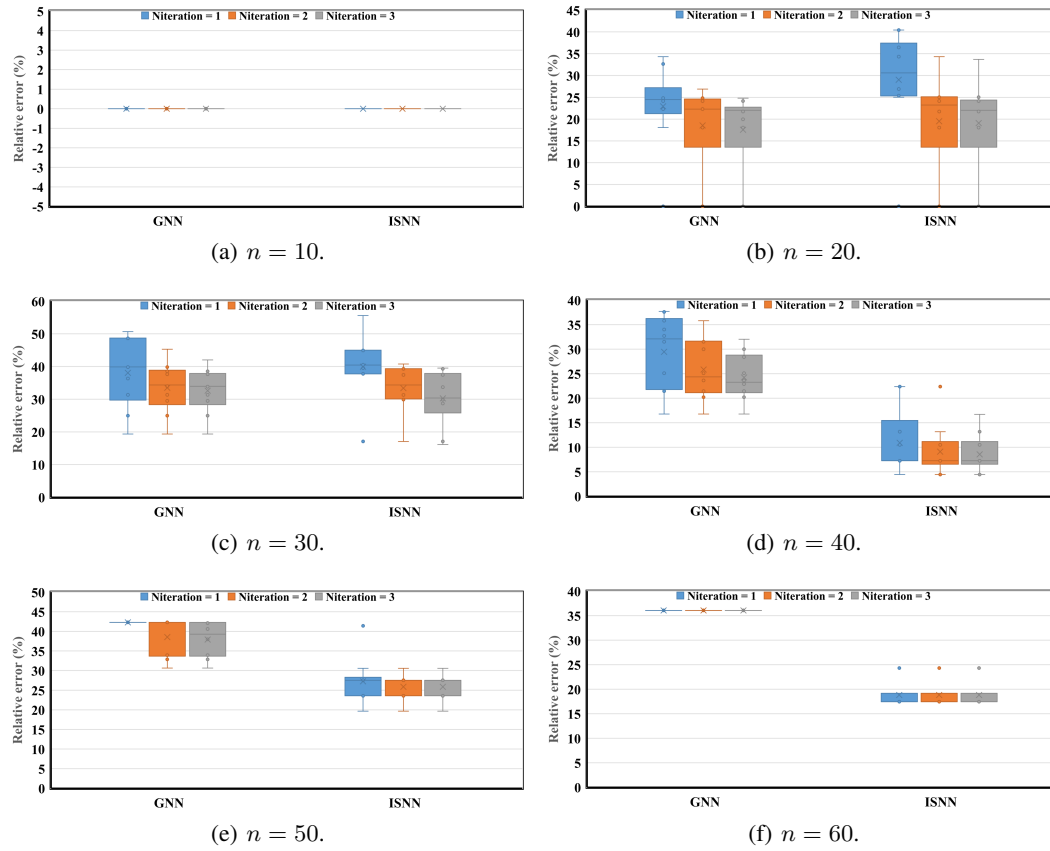 Niteration = 1 Niteration = 2 Niteration = 3
Relative error (%)
5
4
3
2
1
0
-1
-2
-3
-4
-5
GNN ISNN
(a) n = 10.
Niteration = 1 Niteration = 2 Niteration = 3
Relative error (%)
45
40
35
30
25
20
15
10
5
0
GNN ISNN
(b) n = 20.
Niteration = 1 Niteration = 2 Niteration = 3
Relative error (%)
60
50
40
30
20
10
0
GNN ISNN
(c) n = 30.
Niteration = 1 Niteration = 2 Niteration = 3
Relative error (%)
40
35
30
25
20
15
10
5
0
GNN ISNN
(d) n = 40.
Niteration = 1 Niteration = 2 Niteration = 3
Relative error (%)
50
45
40
35
30
25
20
15
10
5
0
GNN ISNN
(e) n = 50.
Niteration = 1 Niteration = 2 Niteration = 3
Relative error (%)
40
35
30
25
20
15
10
5
0
GNN ISNN
(f) n = 60.